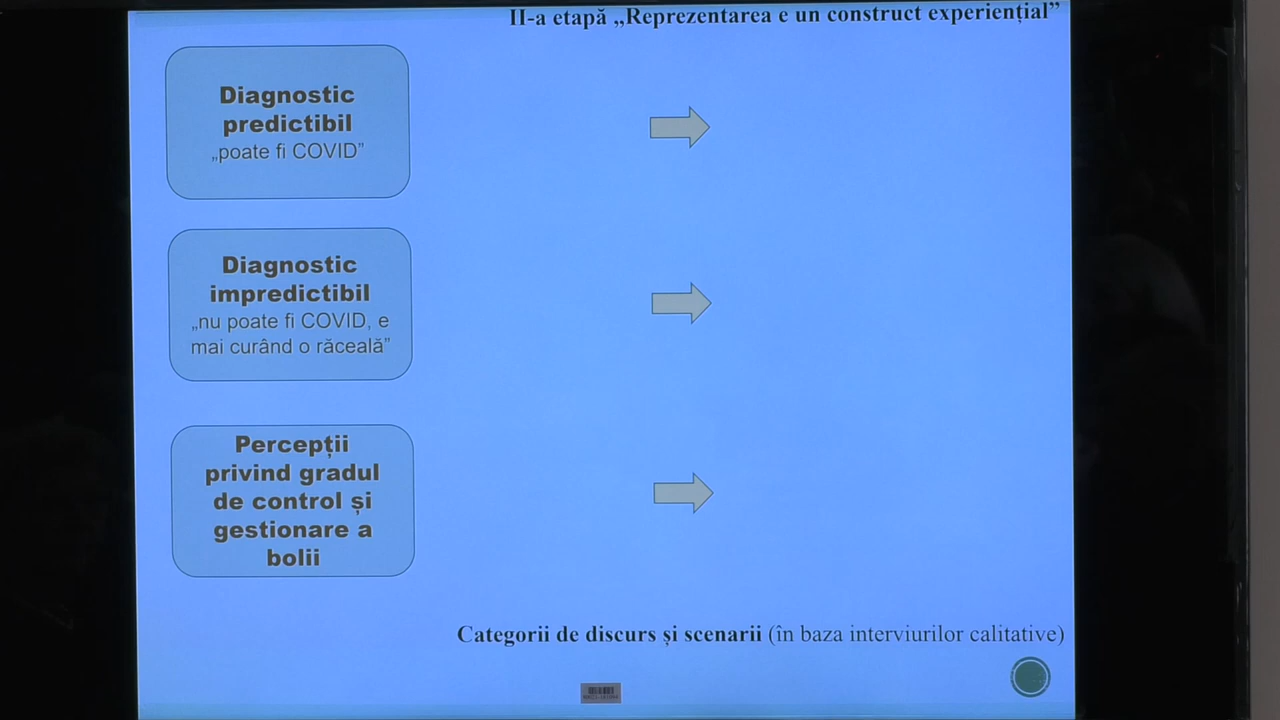 II-a etapă „Reprezentarea e un construct experiențial”
Diagnostic
predictibil
„poate fi COVID”
Diagnostic
impredictibil
„nu poate fi COVID, e
mai curând o răceală”
Percepții
privind gradul
de control și
gestionare a
bolii
Categorii de discurs și scenarii (în baza interviurilor calitative)